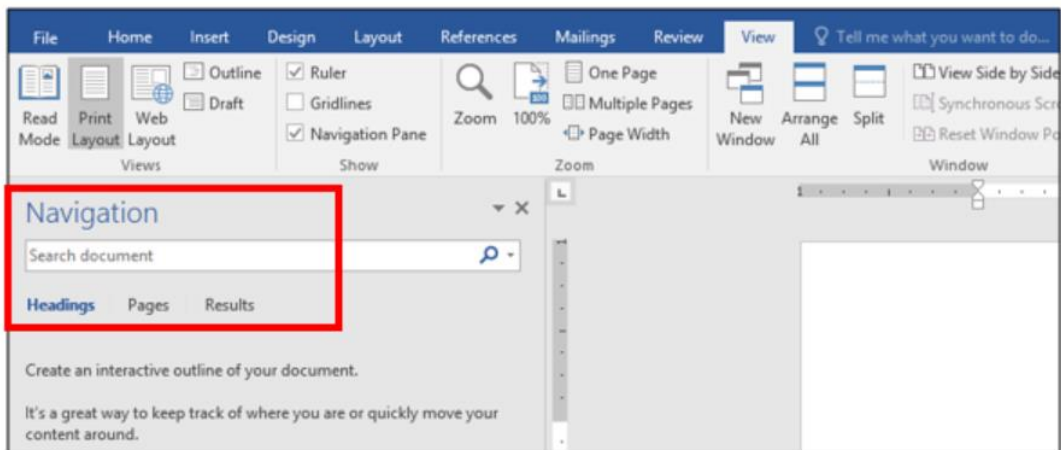 File Home Insert Design Layout References Mailings Review View Tell me what you want to do...
Read Mode
Print Layout
Web Layout
Outline
Draft
Views
Ruler
Gridlines
Navigation Pane
Show
Zoom
100
100%
One Page
Multiple Pages
Page Width
Zoom
New Window
Arrange All
Split
View Side by Side
Synchronous
Reset Window
Window
Navigation
Search document
Headings Pages Results
Create an interactive outline of your document.
It's a great way to keep track of where you are or quickly move your
content around.